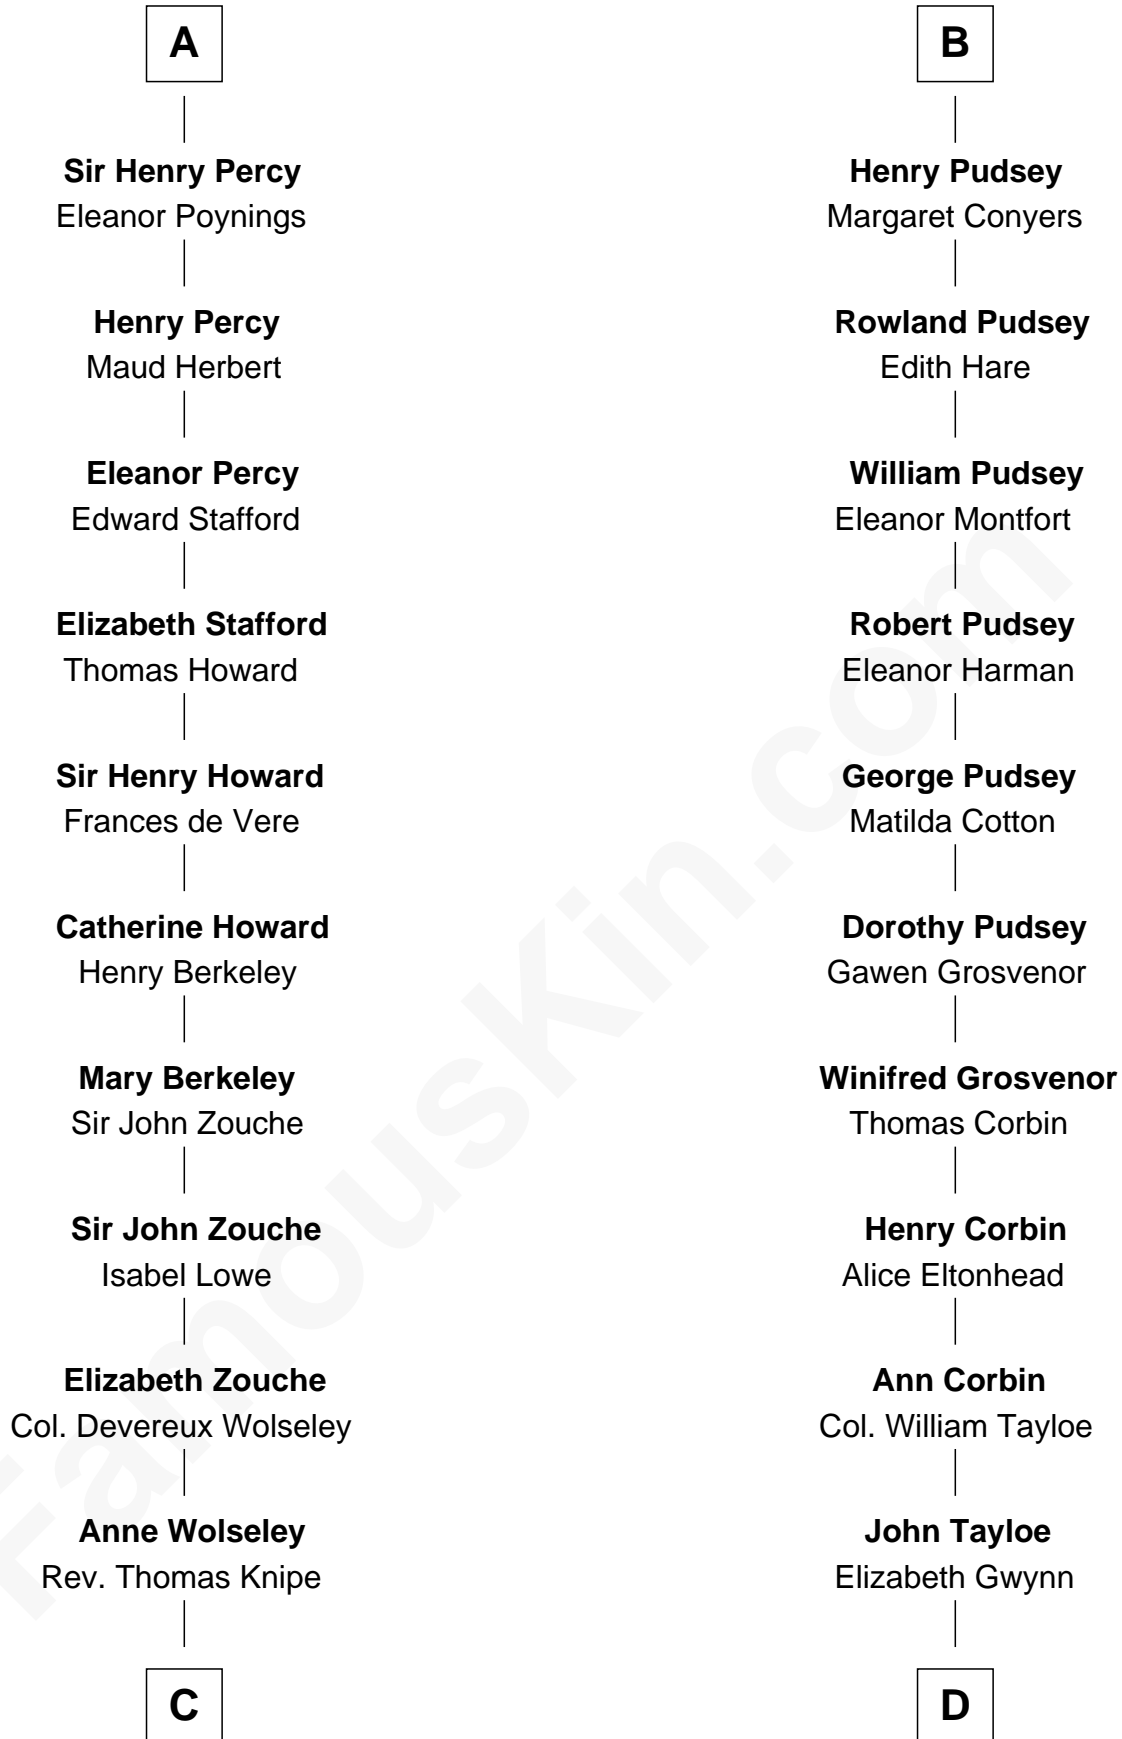 A
Sir Henry Percy
Eleanor Poynings
Henry Percy
Maud Herbert
Eleanor Percy
Edward Stafford
Elizabeth Stafford
Thomas Howard
Sir Henry Howard
Frances de Vere
Catherine Howard
Henry Berkeley
Mary Berkeley
Sir John Zouche
Sir John Zouche
Isabel Lowe
Elizabeth Zouche
Col. Devereux Wolseley
Anne Wolseley
Rev. Thomas Knipe
C
B
Henry Pudsey
Margaret Conyers
Rowland Pudsey
Edith Hare
William Pudsey
Eleanor Montfort
Robert Pudsey
Eleanor Harman
George Pudsey
Matilda Cotton
Dorothy Pudsey
Gawen Grosvenor
Winifred Grosvenor
Thomas Corbin
Henry Corbin
Alice Eltonhead
Ann Corbin
Col. William Tayloe
John Tayloe
Elizabeth Gwynn
D
FamousKin.com